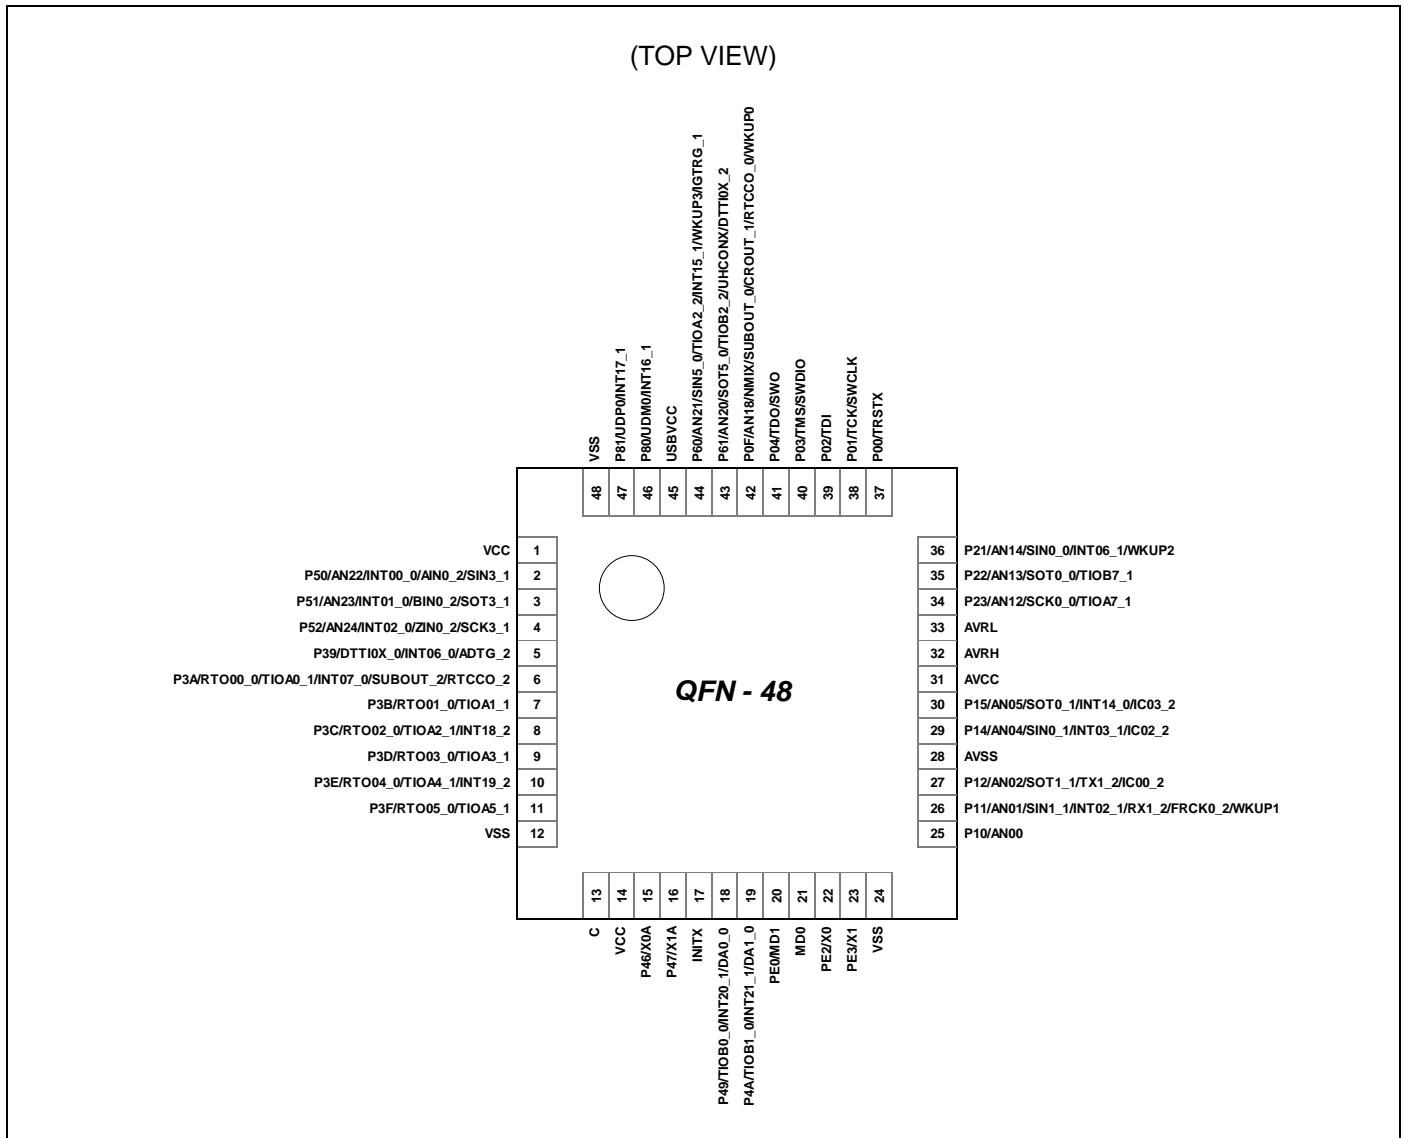 (TOP VIEW)
VSS
P81/UDP0/INT17_1
P80/UDM0/INT16_1
USBVCC
P60/AN21/SIN5_0/TIOA2_2/INT15_1/WKUP3/IGTRG_1
P61/AN20/SOT5_0/TIOB2_2/UHCONX/DTTI0X_2
P0F/AN18/NMIX/SUBOUT_0/CROUT_1/RTCCO_0/WKUP0
P04/TDO/SWO
P03/TMS/SWDIO
P02/TDI
P01/TCK/SWCLK
P00/TRSTX
48
47
46
45
44
43
42
41
40
39
38
37
VCC 1
P50/AN22/INT00_0/AIN0_2/SIN3_1 2
P51/AN23/INT01_0/BIN0_2/SOT3_1 3
P52/AN24/INT02_0/ZIN0_2/SCK3_1 4
P39/DTTI0X_0/INT06_0/ADTG_2 5
P3A/RTO00_0/TIOA0_1/INT07_0/SUBOUT_2/RTCCO_2 6
P3B/RTO01_0/TIOA1_1 7
P3C/RTO02_0/TIOA2_1/INT18_2 8
P3D/RTO03_0/TIOA3_1 9
P3E/RTO04_0/TIOA4_1/INT19_2 10
P3F/RTO05_0/TIOA5_1 11
VSS 12
QFN - 48
36 P21/AN14/SIN0_0/INT06_1/WKUP2
35 P22/AN13/SOT0_0/TIOB7_1
34 P23/AN12/SCK0_0/TIOA7_1
33 AVRL
32 AVRH
31 AVCC
30 P15/AN05/SOT0_1/INT14_0/IC03_2
29 P14/AN04/SIN0_1/INT03_1/IC02_2
28 AVSS
27 P12/AN02/SOT1_1/TX1_2/IC00_2
26 P11/AN01/SIN1_1/INT02_1/RX1_2/FRCK0_2/WKUP1
25 P10/AN00
13
14
15
16
17
18
19
20
21
22
23
24
C
VCC
P46/X0A
P47/X1A
INITX
P49/TIOB0_0/INT20_1/DA0_0
P4A/TIOB1_0/INT21_1/DA1_0
PE0/MD1
MD0
PE2/X0
PE3/X1
VSS